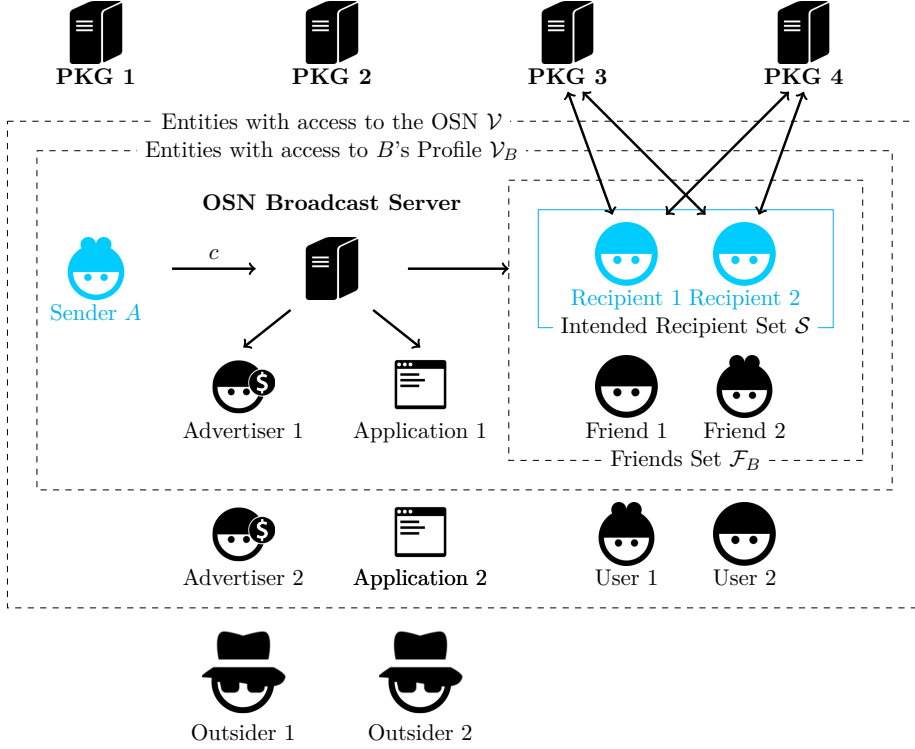 PKG 1 PKG 2 PKG 3 PKG 4
Entities with access to the OSN 𝒱
Entities with access to B's Profile 𝒱_B
OSN Broadcast Server
c
Sender A
Recipient 1 Recipient 2
Intended Recipient Set 𝒮
$
Advertiser 1 Application 1 Friend 1 Friend 2
Friends Set ℱ_B
$
Advertiser 2 Application 2 User 1 User 2
Outsider 1 Outsider 2